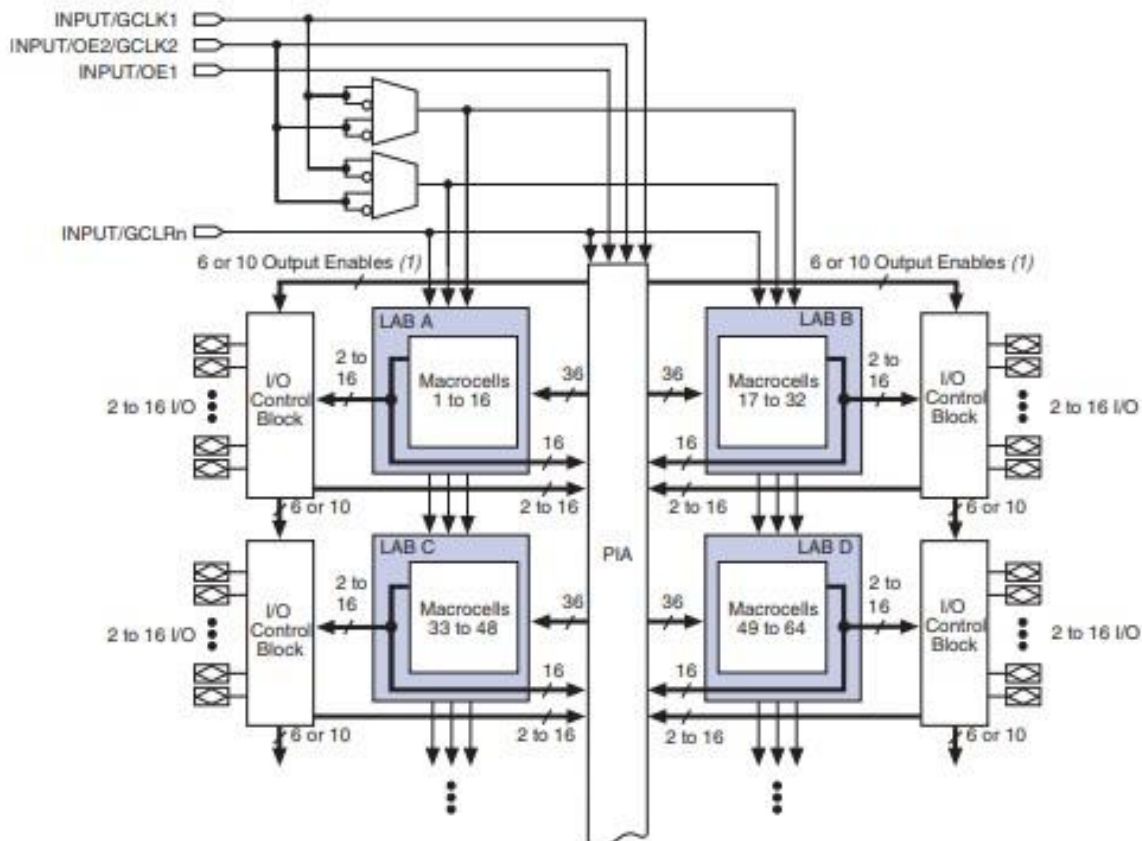 INPUT/GCLK1
INPUT/OE2/GCLK2
INPUT/OE1
INPUT/GCLRn
6 or 10 Output Enables (1)
6 or 10 Output Enables (1)
LAB A
LAB B
2 to
16
Macrocells
1 to 16
36
36
Macrocells
17 to 32
2 to
16
I/O
Control
Block
I/O
Control
Block
2 to 16 I/O
2 to 16 I/O
16
16
6 or 10
2 to 16
2 to 16
6 or 10
PIA
LAB C
LAB D
2 to
16
Macrocells
33 to 48
36
36
Macrocells
49 to 64
2 to
16
I/O
Control
Block
I/O
Control
Block
2 to 16 I/O
2 to 16 I/O
16
16
6 or 10
2 to 16
2 to 16
6 or 10